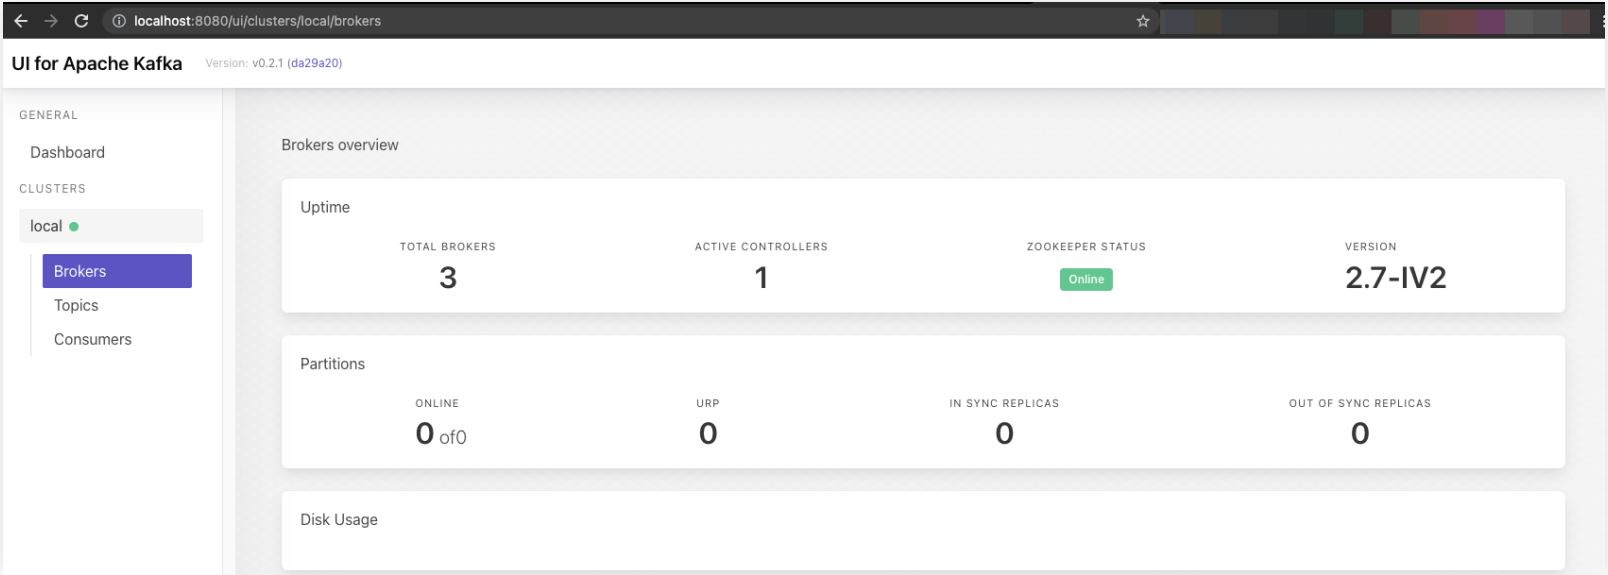 localhost:8080/ui/clusters/local/brokers
UI for Apache Kafka Version: v0.2.1 (da29a20)
GENERAL
Dashboard
CLUSTERS
local
Brokers
Topics
Consumers
Brokers overview
Uptime
TOTAL BROKERS ACTIVE CONTROLLERS ZOOKEEPER STATUS VERSION
3 1 Online 2.7-IV2
Partitions
ONLINE URP IN SYNC REPLICAS OUT OF SYNC REPLICAS
0 of0 0 0 0
Disk Usage